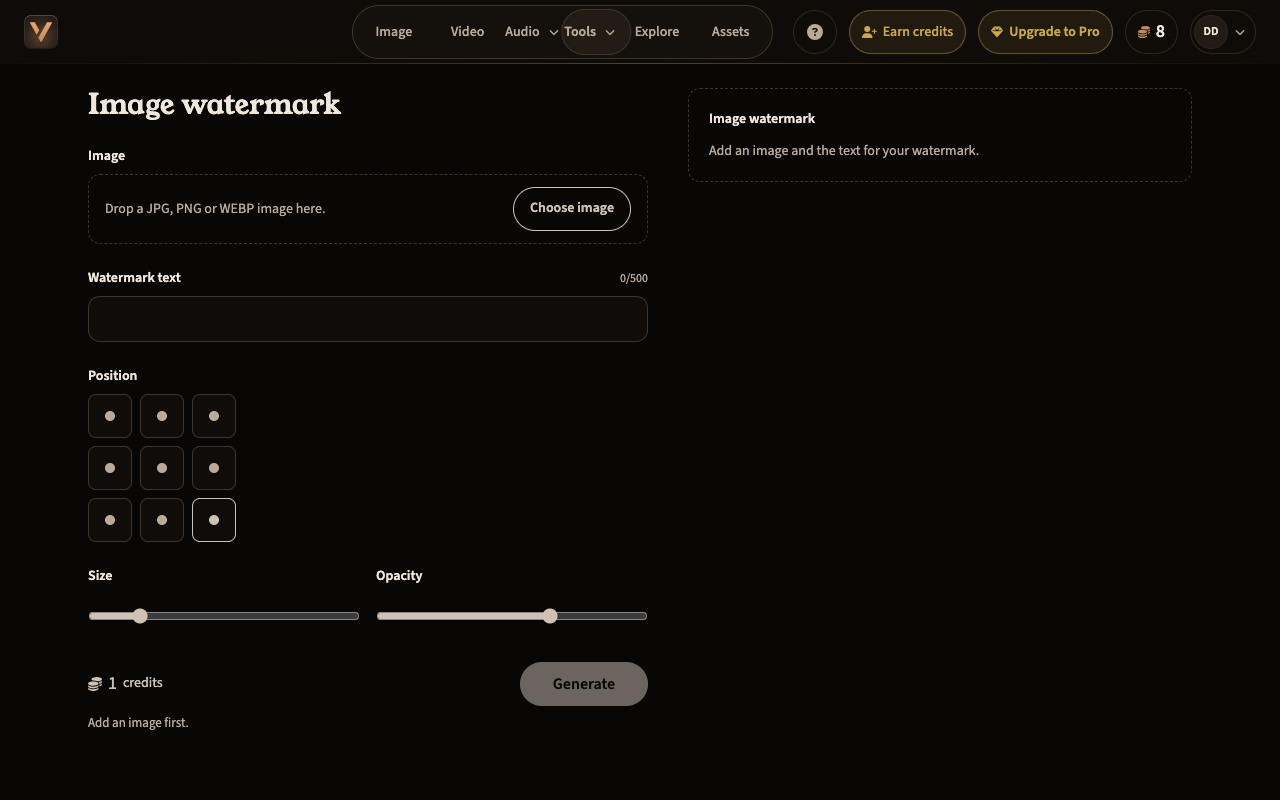 Image
Video
Audio
Tools
Explore
Assets
?
Earn credits
Upgrade to Pro
8
DD
Image watermark
Image
Drop a JPG, PNG or WEBP image here.
Choose image
Watermark text
0/500
Position
Size
Opacity
1 credits
Generate
Add an image first.
Image watermark
Add an image and the text for your watermark.